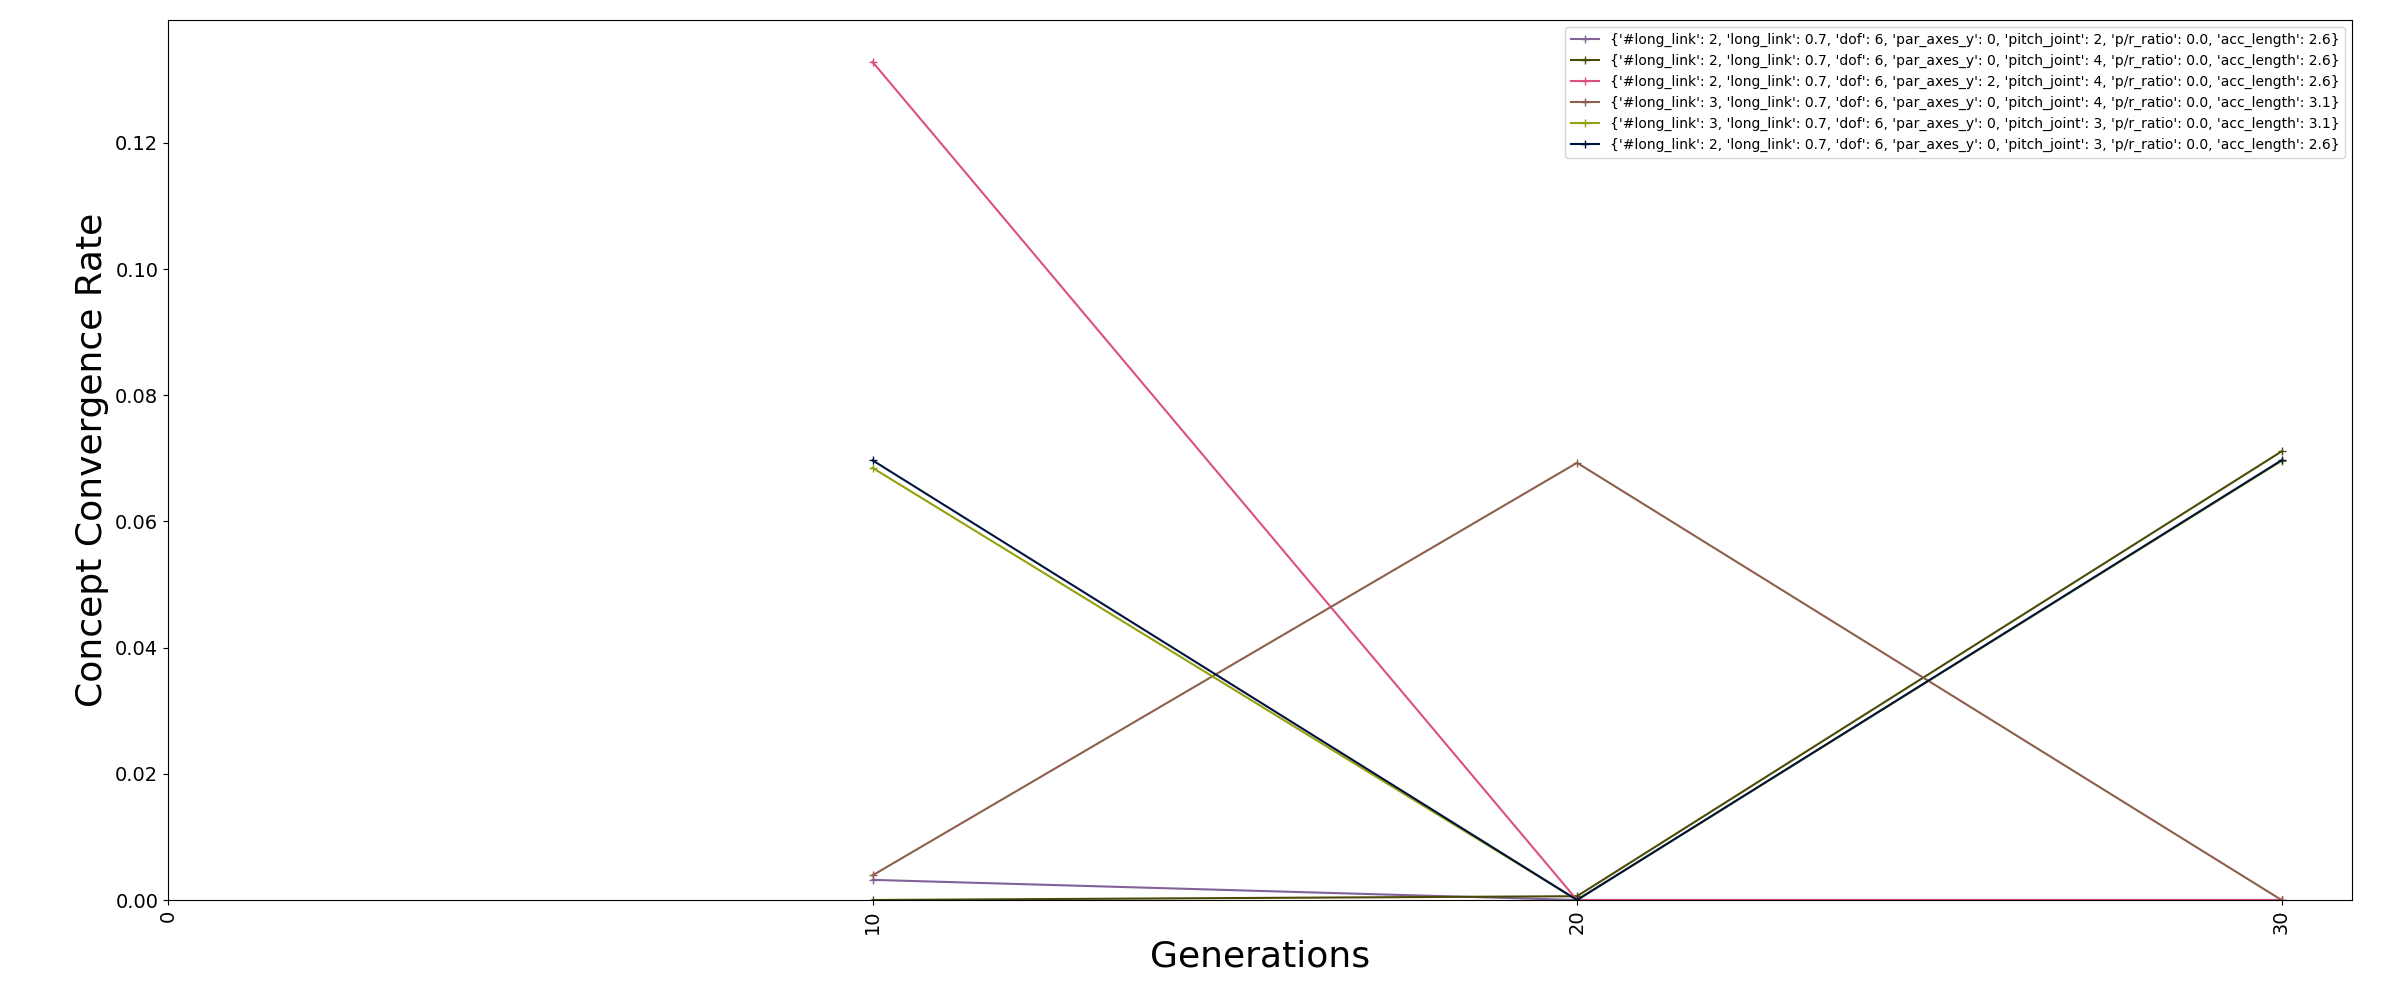 {'#long_link': 2, 'long_link': 0.7, 'dof': 6, 'par_axes_y': 0, 'pitch_joint': 2, 'p/r_ratio': 0.0, 'acc_length': 2.6}
{'#long_link': 2, 'long_link': 0.7, 'dof': 6, 'par_axes_y': 0, 'pitch_joint': 4, 'p/r_ratio': 0.0, 'acc_length': 2.6}
{'#long_link': 2, 'long_link': 0.7, 'dof': 6, 'par_axes_y': 2, 'pitch_joint': 4, 'p/r_ratio': 0.0, 'acc_length': 2.6}
{'#long_link': 3, 'long_link': 0.7, 'dof': 6, 'par_axes_y': 0, 'pitch_joint': 4, 'p/r_ratio': 0.0, 'acc_length': 3.1}
{'#long_link': 3, 'long_link': 0.7, 'dof': 6, 'par_axes_y': 0, 'pitch_joint': 3, 'p/r_ratio': 0.0, 'acc_length': 3.1}
{'#long_link': 2, 'long_link': 0.7, 'dof': 6, 'par_axes_y': 0, 'pitch_joint': 3, 'p/r_ratio': 0.0, 'acc_length': 2.6}
Concept Convergence Rate
0.12
0.10
0.08
0.06
0.04
0.02
0.00
0
10
20
30
Generations